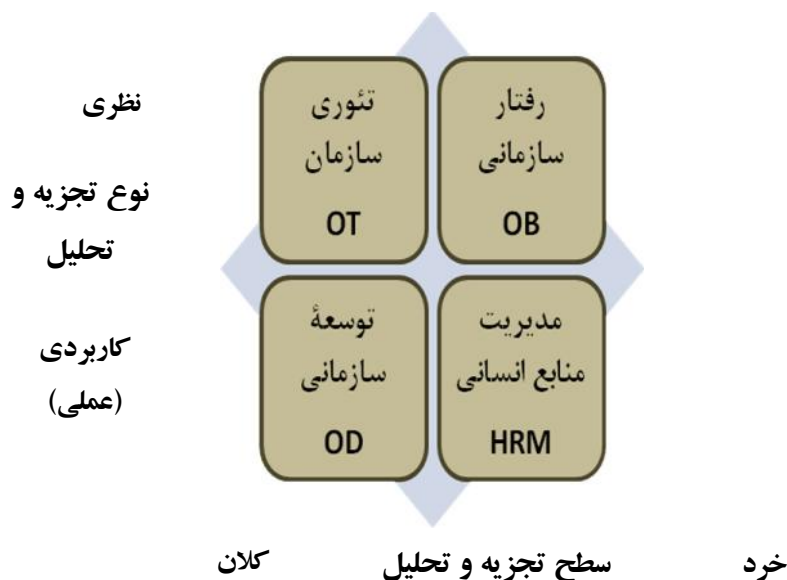 نظری
نوع تجزیه و
تحلیل
کاربردی
(عملی)
رفتار
سازمانی
OB
تئوری
سازمان
OT
مدیریت
منابع انسانی
HRM
توسعۀ
سازمانی
OD
خرد
سطح تجزیه و تحلیل
کلان